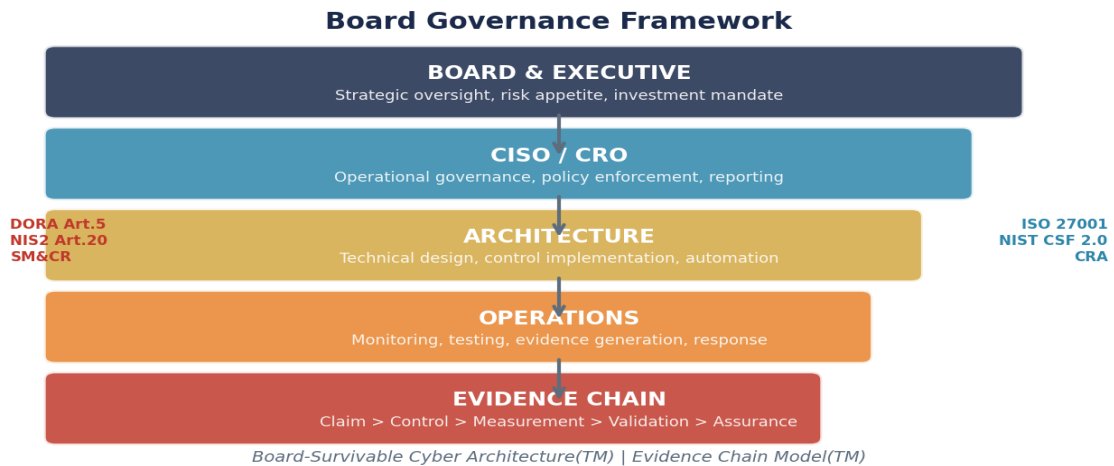 Board Governance Framework
BOARD & EXECUTIVE
Strategic oversight, risk appetite, investment mandate
CISO / CRO
Operational governance, policy enforcement, reporting
DORA Art.5
NIS2 Art.20
SM&CR
ARCHITECTURE
Technical design, control implementation, automation
ISO 27001
NIST CSF 2.0
CRA
OPERATIONS
Monitoring, testing, evidence generation, response
EVIDENCE CHAIN
Claim > Control > Measurement > Validation > Assurance
Board-Survivable Cyber Architecture(TM) | Evidence Chain Model(TM)